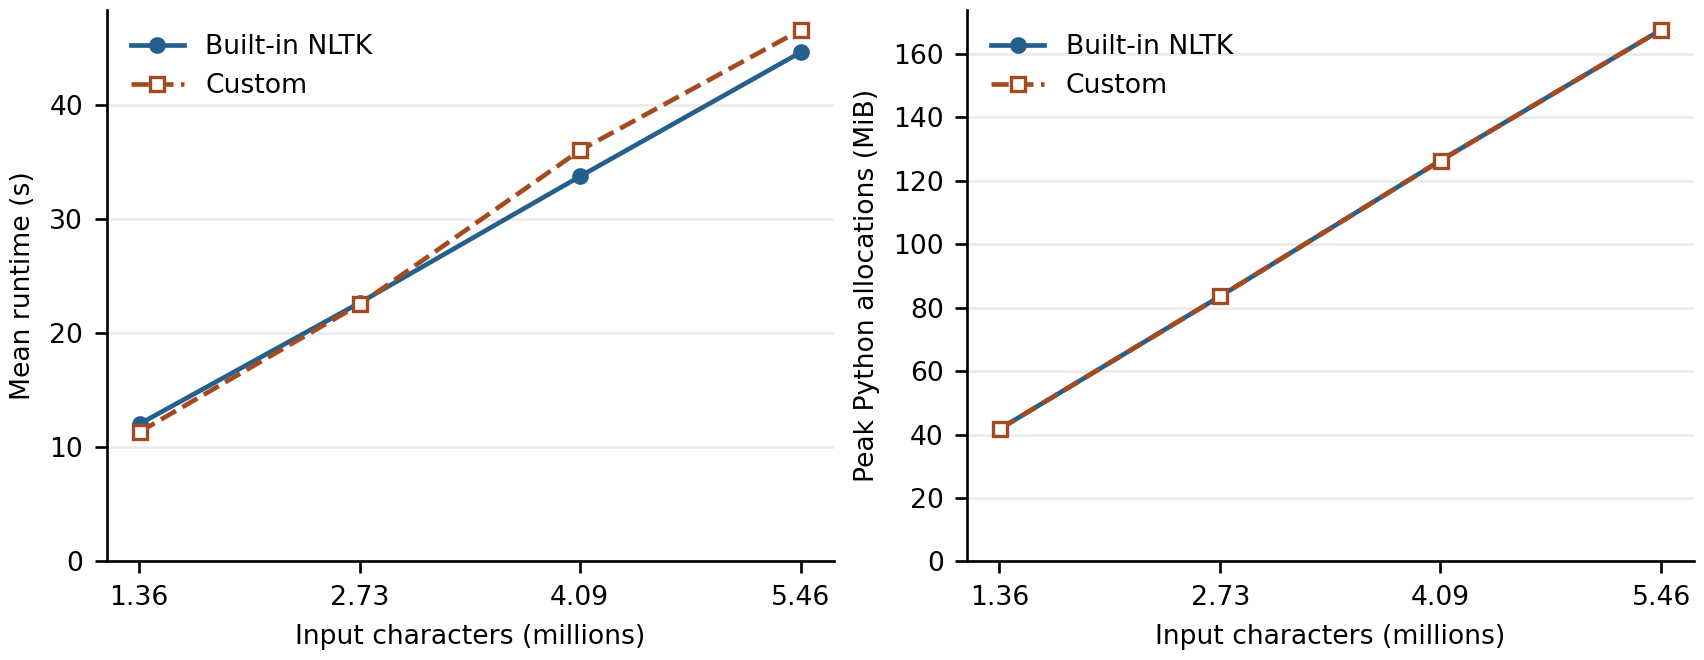 Built-in NLTK
Custom
Mean runtime (s)
40
30
20
10
0
1.36 2.73 4.09 5.46
Input characters (millions)
Built-in NLTK
Custom
Peak Python allocations (MiB)
160
140
120
100
80
60
40
20
0
1.36 2.73 4.09 5.46
Input characters (millions)